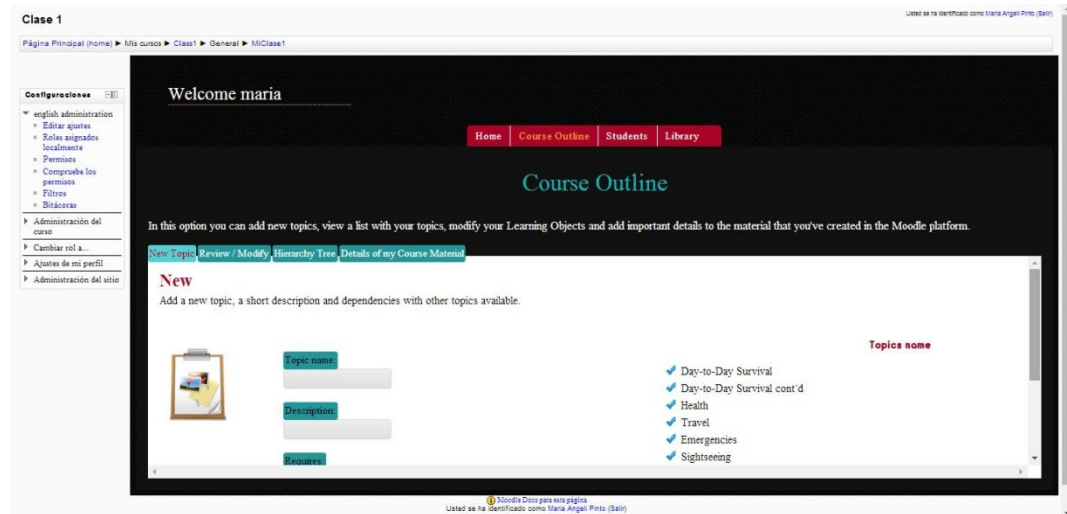 Clase 1
Usted se ha identificado como Maria Angeli Pinto (Salir)
Página Principal (home) ► Mis cursos ► Class1 ► General ► MiClase1
Configuraciones
english administration
Editar ajustes
Roles asignados
localmente
Permisos
Compruebe los
permisos
Filtros
Bitácoras
Administración del
curso
Cambiar rol a...
Ajustes de mi perfil
Administración del sitio
Welcome maria
Home Course Outline Students Library
Course Outline
In this option you can add new topics, view a list with your topics, modify your Learning Objects and add important details to the material that you've created in the Moodle platform.
New Topic Review / Modify Hierarchy Tree Details of my Course Material
New
Add a new topic, a short description and dependencies with other topics available.
Topic name:
Description:
Requires:
Topics name
Day-to-Day Survival
Day-to-Day Survival cont´d
Health
Travel
Emergencies
Sightseeing
Moodle Docs para esta página
Usted se ha identificado como Maria Angeli Pinto (Salir)